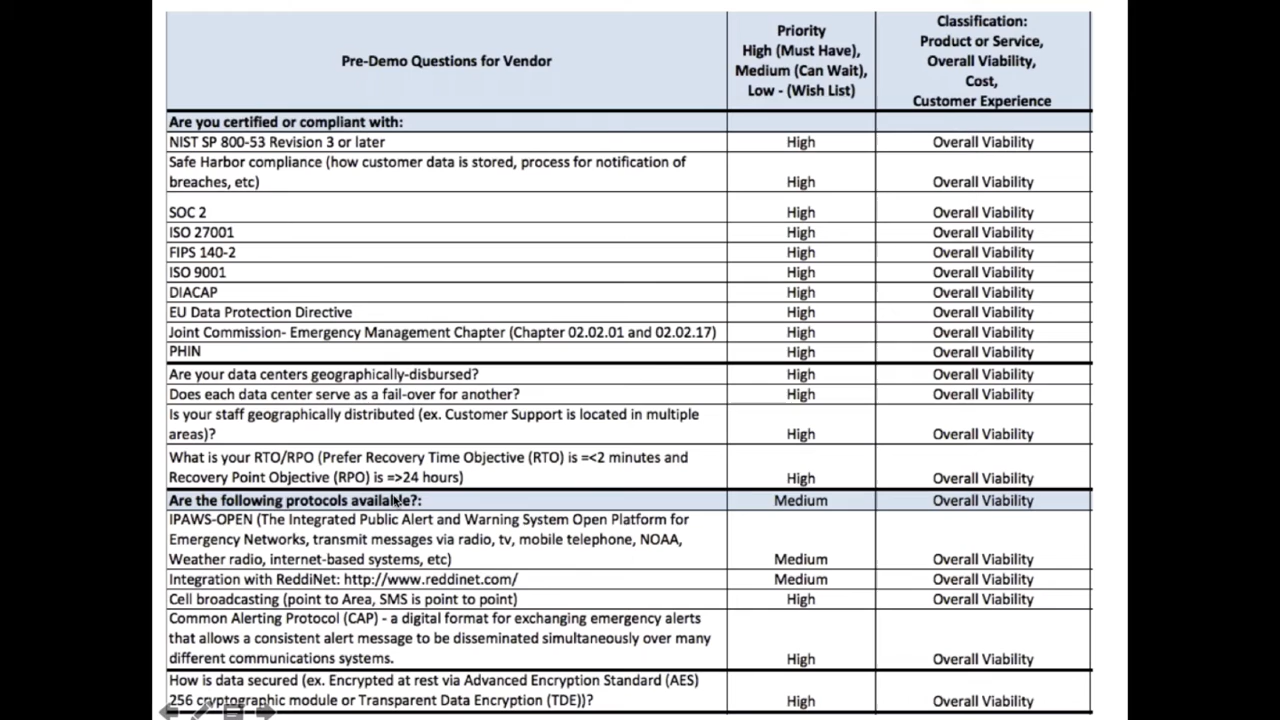 Pre-Demo Questions for Vendor
Priority
High (Must Have),
Medium (Can Wait),
Low - (Wish List)
Classification:
Product or Service,
Overall Viability,
Cost,
Customer Experience
Are you certified or compliant with:
NIST SP 800-53 Revision 3 or later High Overall Viability
Safe Harbor compliance (how customer data is stored, process for notification of
breaches, etc) High Overall Viability
SOC 2 High Overall Viability
ISO 27001 High Overall Viability
FIPS 140-2 High Overall Viability
ISO 9001 High Overall Viability
DIACAP High Overall Viability
EU Data Protection Directive High Overall Viability
Joint Commission- Emergency Management Chapter (Chapter 02.02.01 and 02.02.17) High Overall Viability
PHIN High Overall Viability
Are your data centers geographically-disbursed? High Overall Viability
Does each data center serve as a fail-over for another? High Overall Viability
Is your staff geographically distributed (ex. Customer Support is located in multiple
areas)? High Overall Viability
What is your RTO/RPO (Prefer Recovery Time Objective (RTO) is =<2 minutes and
Recovery Point Objective (RPO) is =>24 hours) High Overall Viability
Are the following protocols available?: Medium Overall Viability
IPAWS-OPEN (The Integrated Public Alert and Warning System Open Platform for
Emergency Networks, transmit messages via radio, tv, mobile telephone, NOAA,
Weather radio, internet-based systems, etc) Medium Overall Viability
Integration with ReddiNet: http://www.reddinet.com/ Medium Overall Viability
Cell broadcasting (point to Area, SMS is point to point) High Overall Viability
Common Alerting Protocol (CAP) - a digital format for exchanging emergency alerts
that allows a consistent alert message to be disseminated simultaneously over many
different communications systems. High Overall Viability
How is data secured (ex. Encrypted at rest via Advanced Encryption Standard (AES)
256 cryptographic module or Transparent Data Encryption (TDE))? High Overall Viability